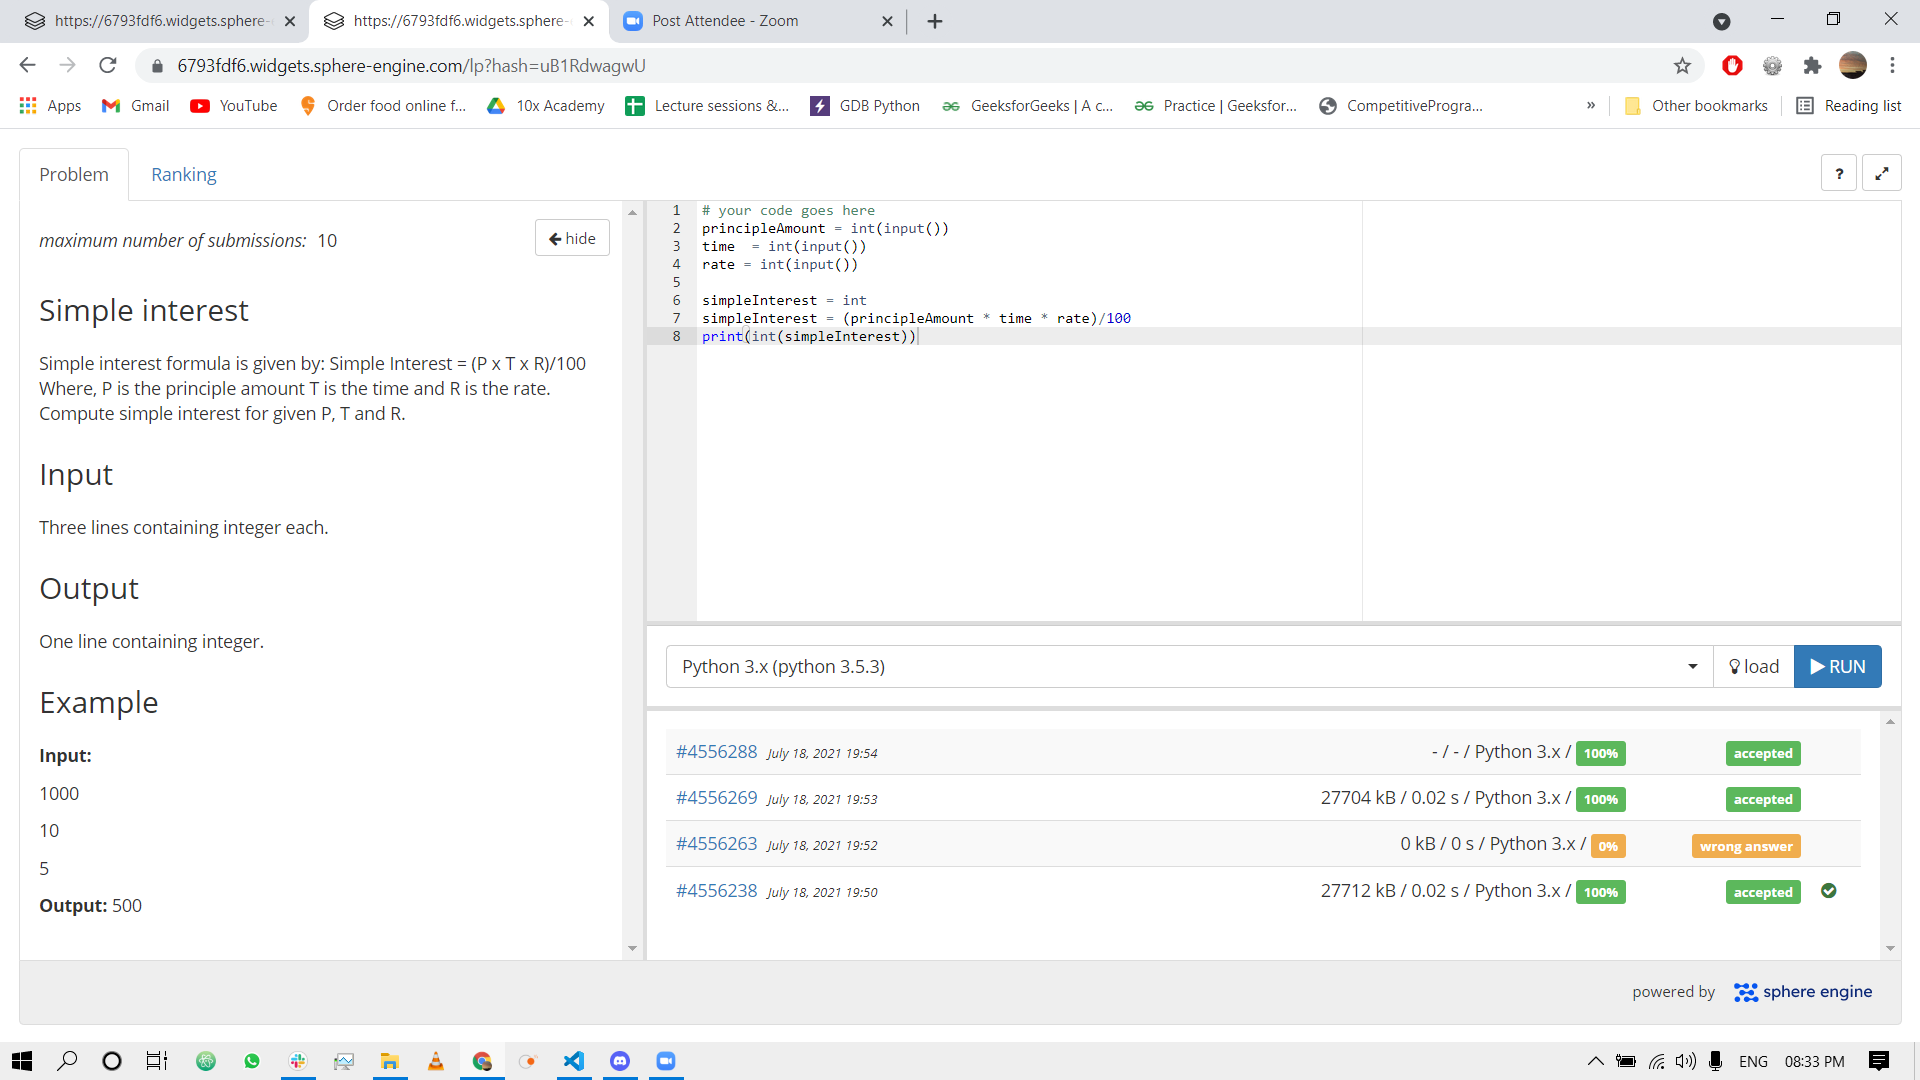 https://6793fdf6.widgets.sphere-
https://6793fdf6.widgets.sphere-
Post Attendee - Zoom
6793fdf6.widgets.sphere-engine.com/lp?hash=uB1RdwagwU
Apps
Gmail
YouTube
Order food online f...
10x Academy
Lecture sessions &...
GDB Python
GeeksforGeeks | A c...
Practice | Geeksfor...
CompetitiveProgra...
»
Other bookmarks
Reading list
Problem
Ranking
?
maximum number of submissions: 10
hide
Simple interest
Simple interest formula is given by: Simple Interest = (P x T x R)/100
Where, P is the principle amount T is the time and R is the rate.
Compute simple interest for given P, T and R.
Input
Three lines containing integer each.
Output
One line containing integer.
Example
Input:
1000
10
5
Output: 500
1 # your code goes here
2 principleAmount = int(input())
3 time  = int(input())
4 rate = int(input())
5
6 simpleInterest = int
7 simpleInterest = (principleAmount * time * rate)/100
8 print(int(simpleInterest))
Python 3.x (python 3.5.3)
load
RUN
#4556288 July 18, 2021 19:54 - / - / Python 3.x / 100% accepted
#4556269 July 18, 2021 19:53 27704 kB / 0.02 s / Python 3.x / 100% accepted
#4556263 July 18, 2021 19:52 0 kB / 0 s / Python 3.x / 0% wrong answer
#4556238 July 18, 2021 19:50 27712 kB / 0.02 s / Python 3.x / 100% accepted
powered by sphere engine
ENG 08:33 PM